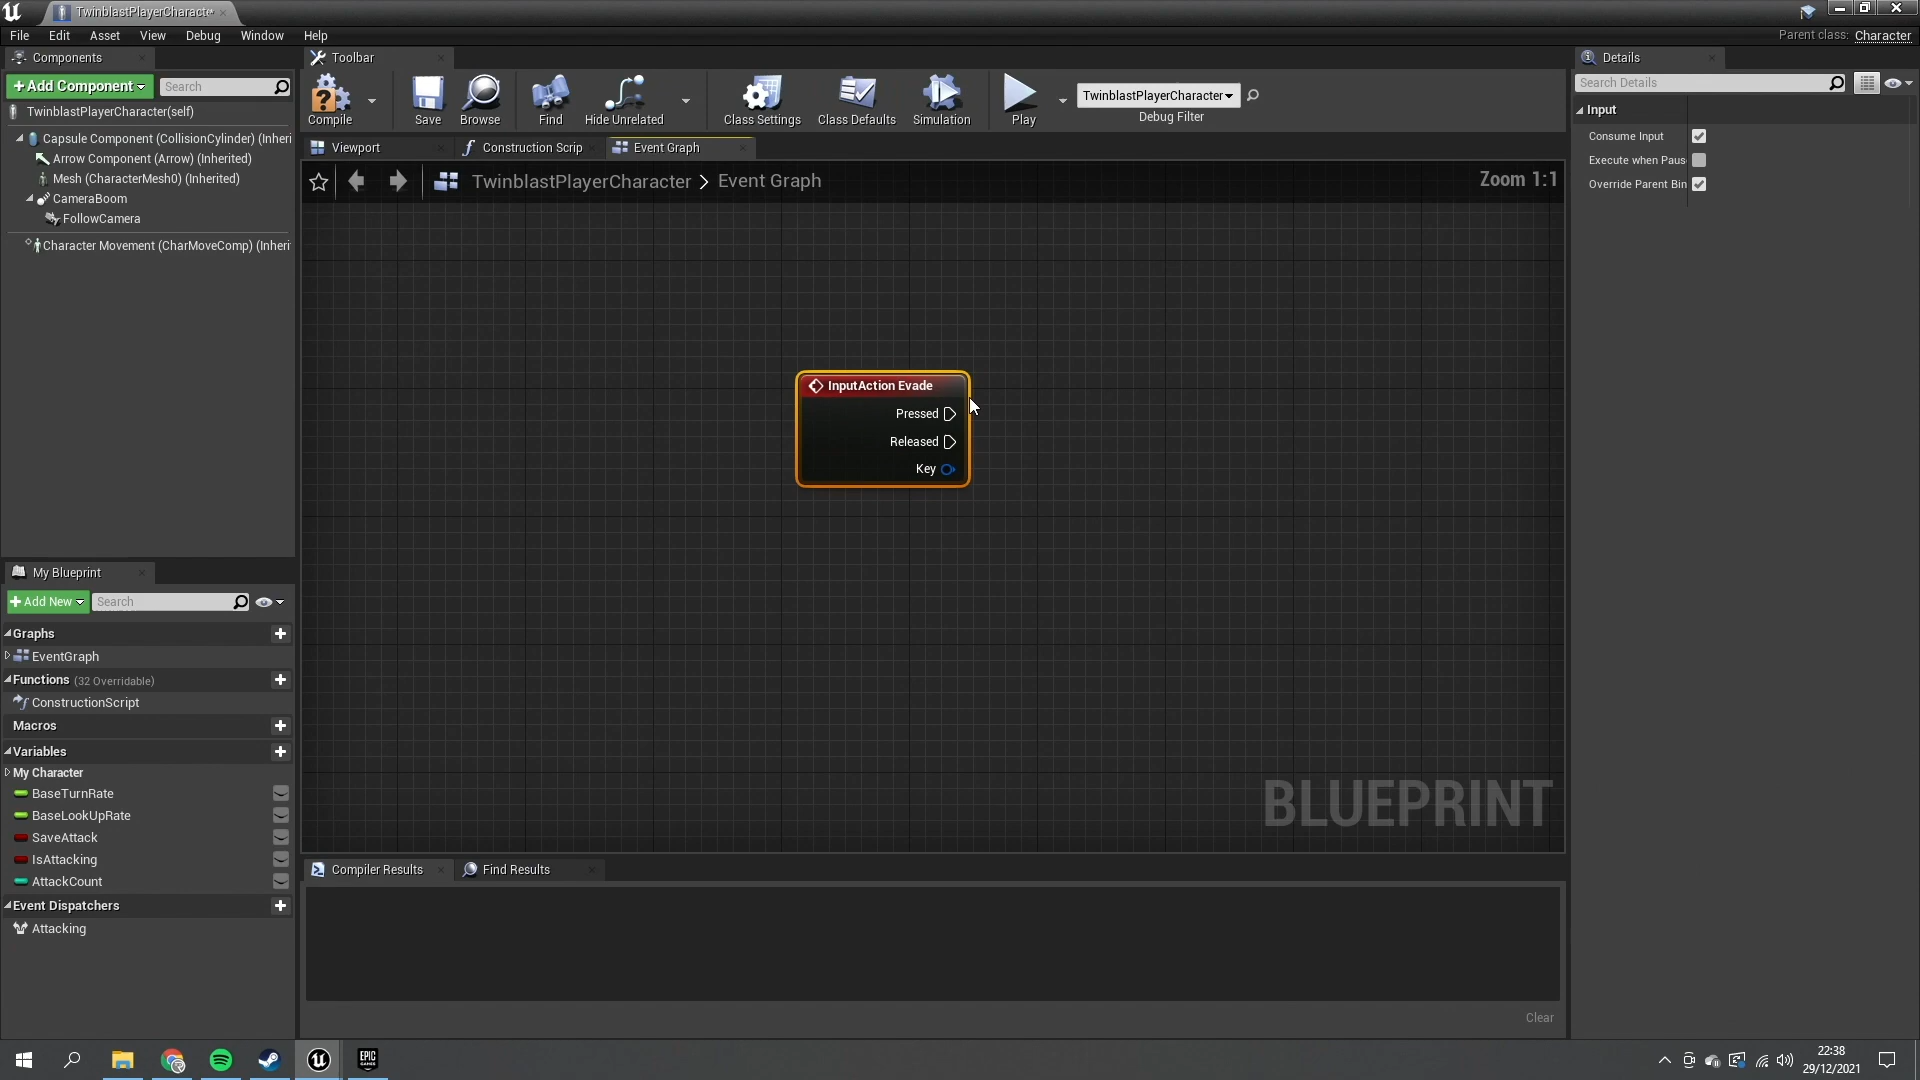 TwinblastPlayerCharacte*
File Edit Asset View Debug Window Help
Parent class: Character
Components
+ Add Component
Search
TwinblastPlayerCharacter(self)
Capsule Component (CollisionCylinder) (Inheri
Arrow Component (Arrow) (Inherited)
Mesh (CharacterMesh0) (Inherited)
CameraBoom
FollowCamera
Character Movement (CharMoveComp) (Inheri
Toolbar
Compile
Save
Browse
Find
Hide Unrelated
Class Settings
Class Defaults
Simulation
Play
TwinblastPlayerCharacter
Debug Filter
Viewport
Construction Scrip
Event Graph
TwinblastPlayerCharacter > Event Graph
Zoom 1:1
InputAction Evade
Pressed
Released
Key
BLUEPRINT
Details
Search Details
Input
Consume Input
Execute when Paus
Override Parent Bin
My Blueprint
+ Add New
Search
Graphs
EventGraph
Functions (32 Overridable)
ConstructionScript
Macros
Variables
My Character
BaseTurnRate
BaseLookUpRate
SaveAttack
IsAttacking
AttackCount
Event Dispatchers
Attacking
Compiler Results
Find Results
Clear
EPIC
GAMES
22:38
29/12/2021